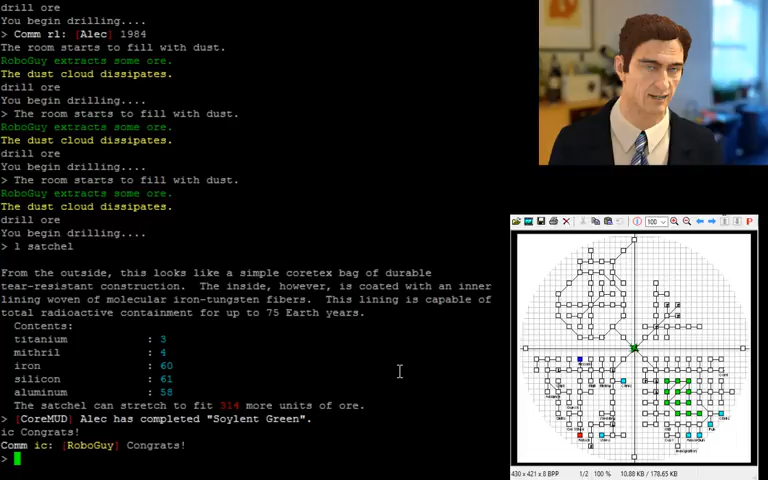 drill ore
You begin drilling....
> Comm rl: [Alec] 1984
The room starts to fill with dust.
RoboGuy extracts some ore.
The dust cloud dissipates.
drill ore
You begin drilling....
> The room starts to fill with dust.
RoboGuy extracts some ore.
The dust cloud dissipates.
drill ore
You begin drilling....
> The room starts to fill with dust.
RoboGuy extracts some ore.
The dust cloud dissipates.
drill ore
You begin drilling....
> l satchel
From the outside, this looks like a simple coretex bag of durable
tear-resistant construction. The inside, however, is coated with an inner
lining woven of molecular iron-tungsten fibers. This lining is capable of
total radioactive containment for up to 75 Earth years.
Contents:
titanium : 3
mithril : 4
iron : 60
silicon : 61
aluminum : 58
The satchel can stretch to fit 314 more units of ore.
> [CoreMUD] Alec has completed "Soylent Green".
ic Congrats!
Comm ic: [RoboGuy] Congrats!
>
100
430 x 421 x 8 BPP 1/2 100 % 10.88 KB / 178.65 KB